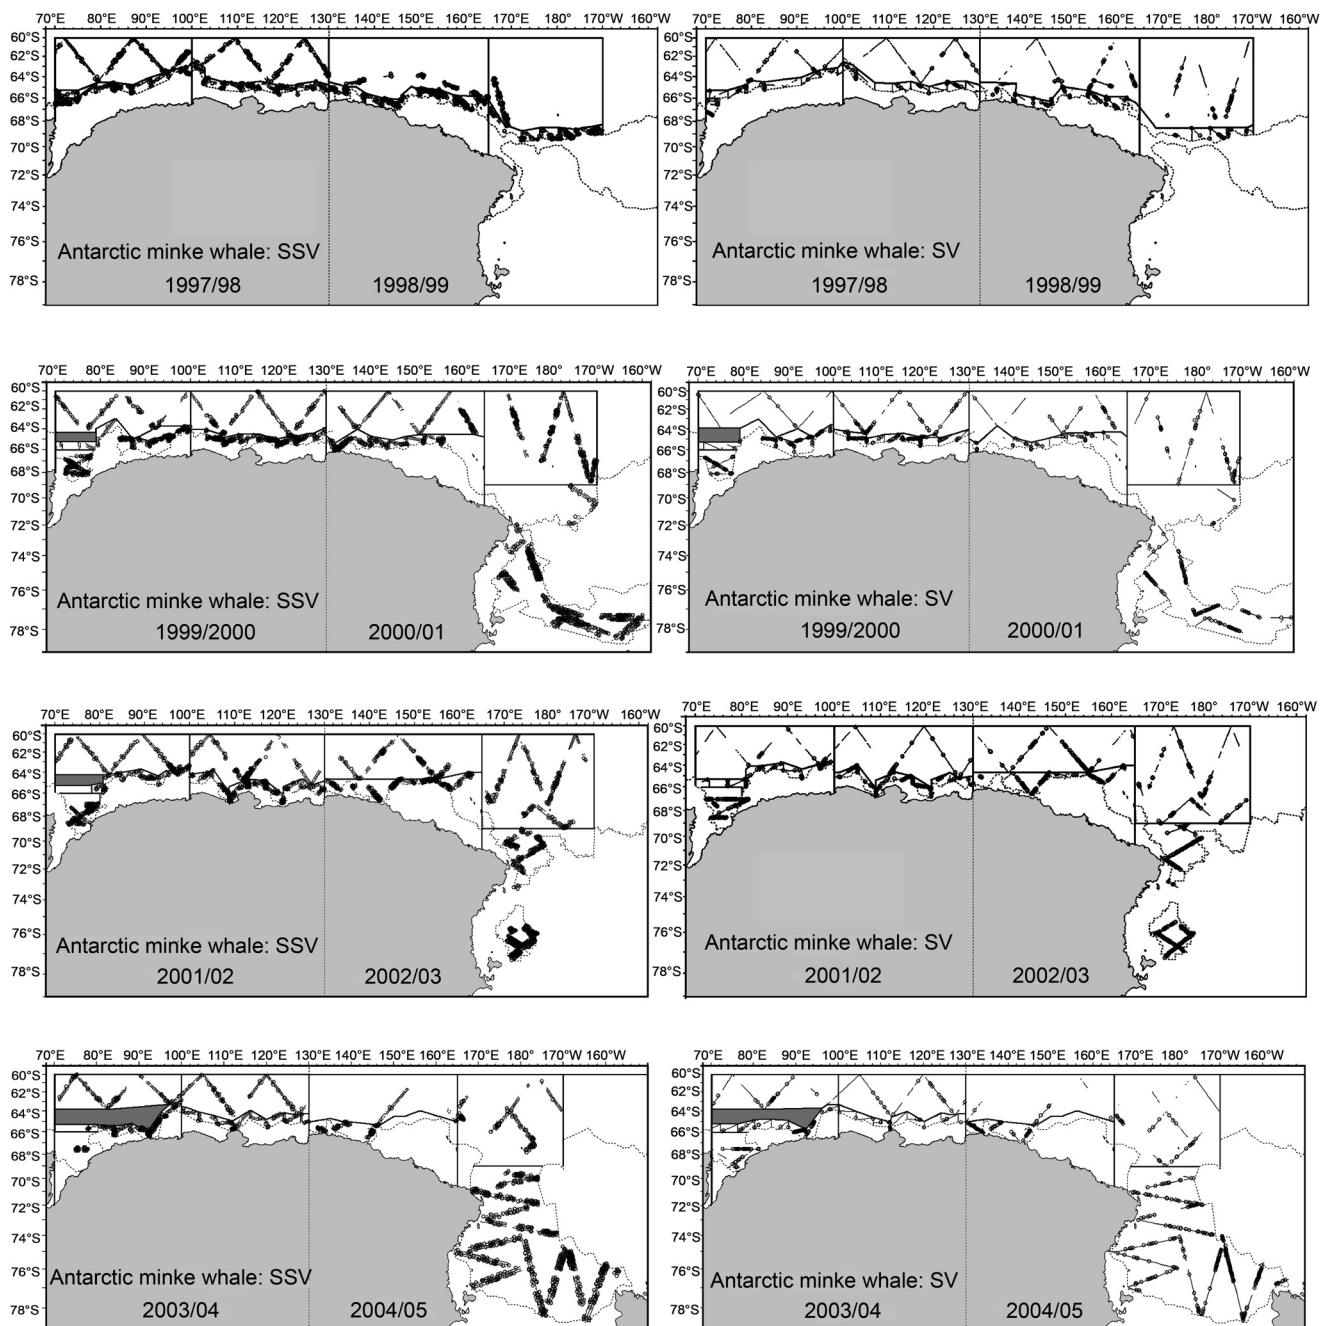 70°E 80°E 90°E 100°E 110°E 120°E 130°E 140°E 150°E 160°E 170°E 180°E 170°W 160°W
60°S
62°S
64°S
66°S
68°S
70°S
72°S
74°S
76°S
78°S
Antarctic minke whale: SSV
1997/98 1998/99
70°E 80°E 90°E 100°E 110°E 120°E 130°E 140°E 150°E 160°E 170°E 180°E 170°W 160°W
60°S
62°S
64°S
66°S
68°S
70°S
72°S
74°S
76°S
78°S
Antarctic minke whale: SV
1997/98 1998/99
70°E 80°E 90°E 100°E 110°E 120°E 130°E 140°E 150°E 160°E 170°E 180°E 170°W 160°W
60°S
62°S
64°S
66°S
68°S
70°S
72°S
74°S
76°S
78°S
Antarctic minke whale: SSV
1999/2000 2000/01
70°E 80°E 90°E 100°E 110°E 120°E 130°E 140°E 150°E 160°E 170°E 180°E 170°W 160°W
60°S
62°S
64°S
66°S
68°S
70°S
72°S
74°S
76°S
78°S
Antarctic minke whale: SV
1999/2000 2000/01
70°E 80°E 90°E 100°E 110°E 120°E 130°E 140°E 150°E 160°E 170°E 180°E 170°W 160°W
60°S
62°S
64°S
66°S
68°S
70°S
72°S
74°S
76°S
78°S
Antarctic minke whale: SSV
2001/02 2002/03
70°E 80°E 90°E 100°E 110°E 120°E 130°E 140°E 150°E 160°E 170°E 180°E 170°W 160°W
60°S
62°S
64°S
66°S
68°S
70°S
72°S
74°S
76°S
78°S
Antarctic minke whale: SV
2001/02 2002/03
70°E 80°E 90°E 100°E 110°E 120°E 130°E 140°E 150°E 160°E 170°E 180°E 170°W 160°W
60°S
62°S
64°S
66°S
68°S
70°S
72°S
74°S
76°S
78°S
Antarctic minke whale: SSV
2003/04 2004/05
70°E 80°E 90°E 100°E 110°E 120°E 130°E 140°E 150°E 160°E 170°E 180°E 170°W 160°W
60°S
62°S
64°S
66°S
68°S
70°S
72°S
74°S
76°S
78°S
Antarctic minke whale: SV
2003/04 2004/05